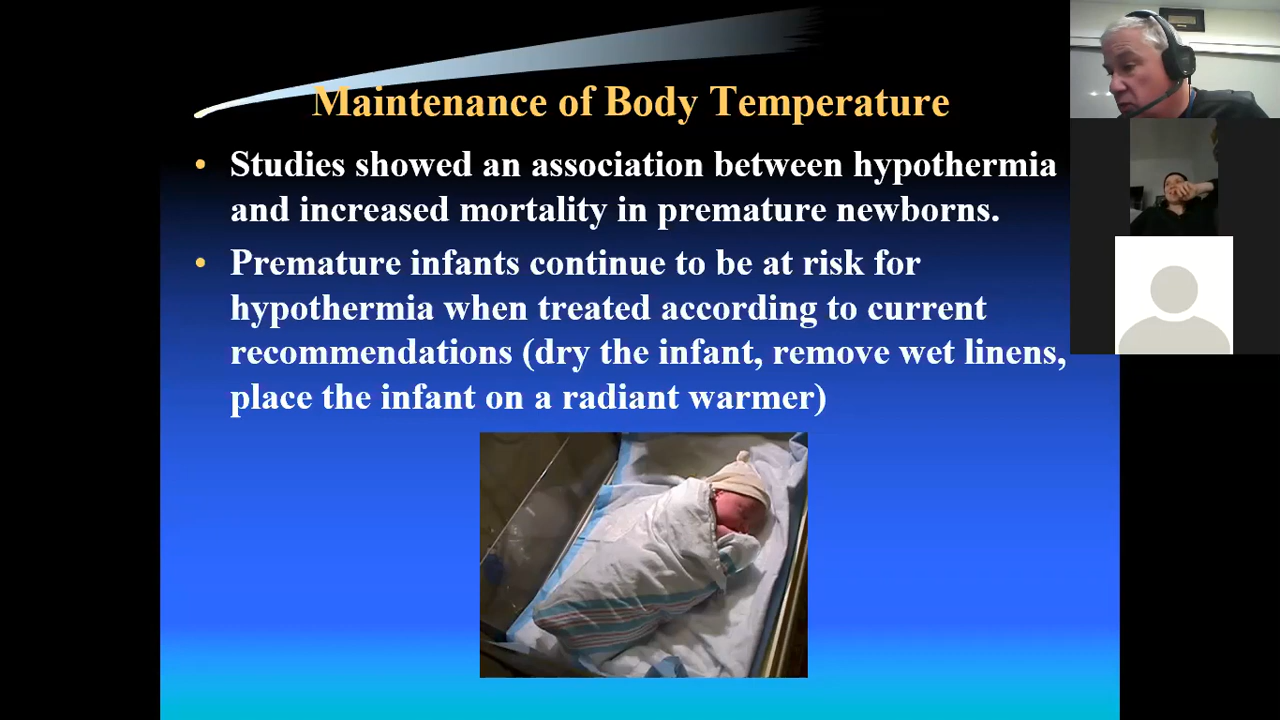 Maintenance of Body Temperature
• Studies showed an association between hypothermia
and increased mortality in premature newborns.
• Premature infants continue to be at risk for
hypothermia when treated according to current
recommendations (dry the infant, remove wet linens,
place the infant on a radiant warmer)